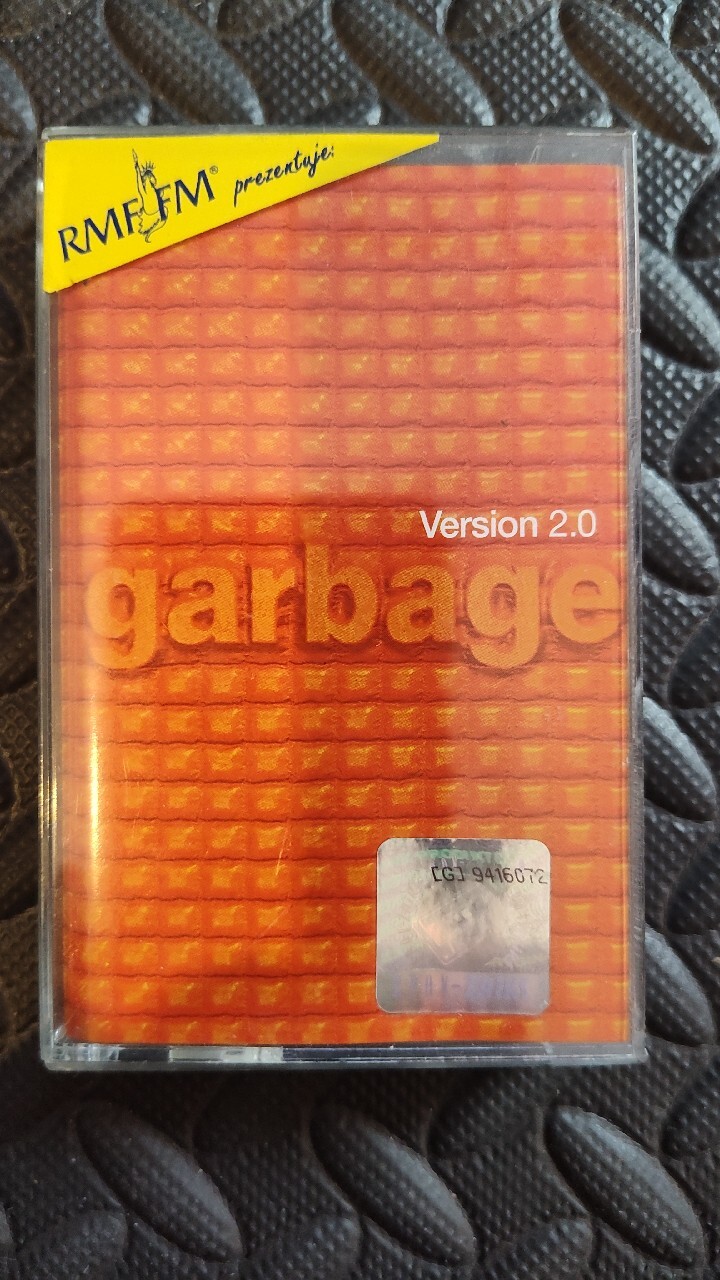 RMF FM® prezentuje:
Version 2.0
garbage
[G] 9416072